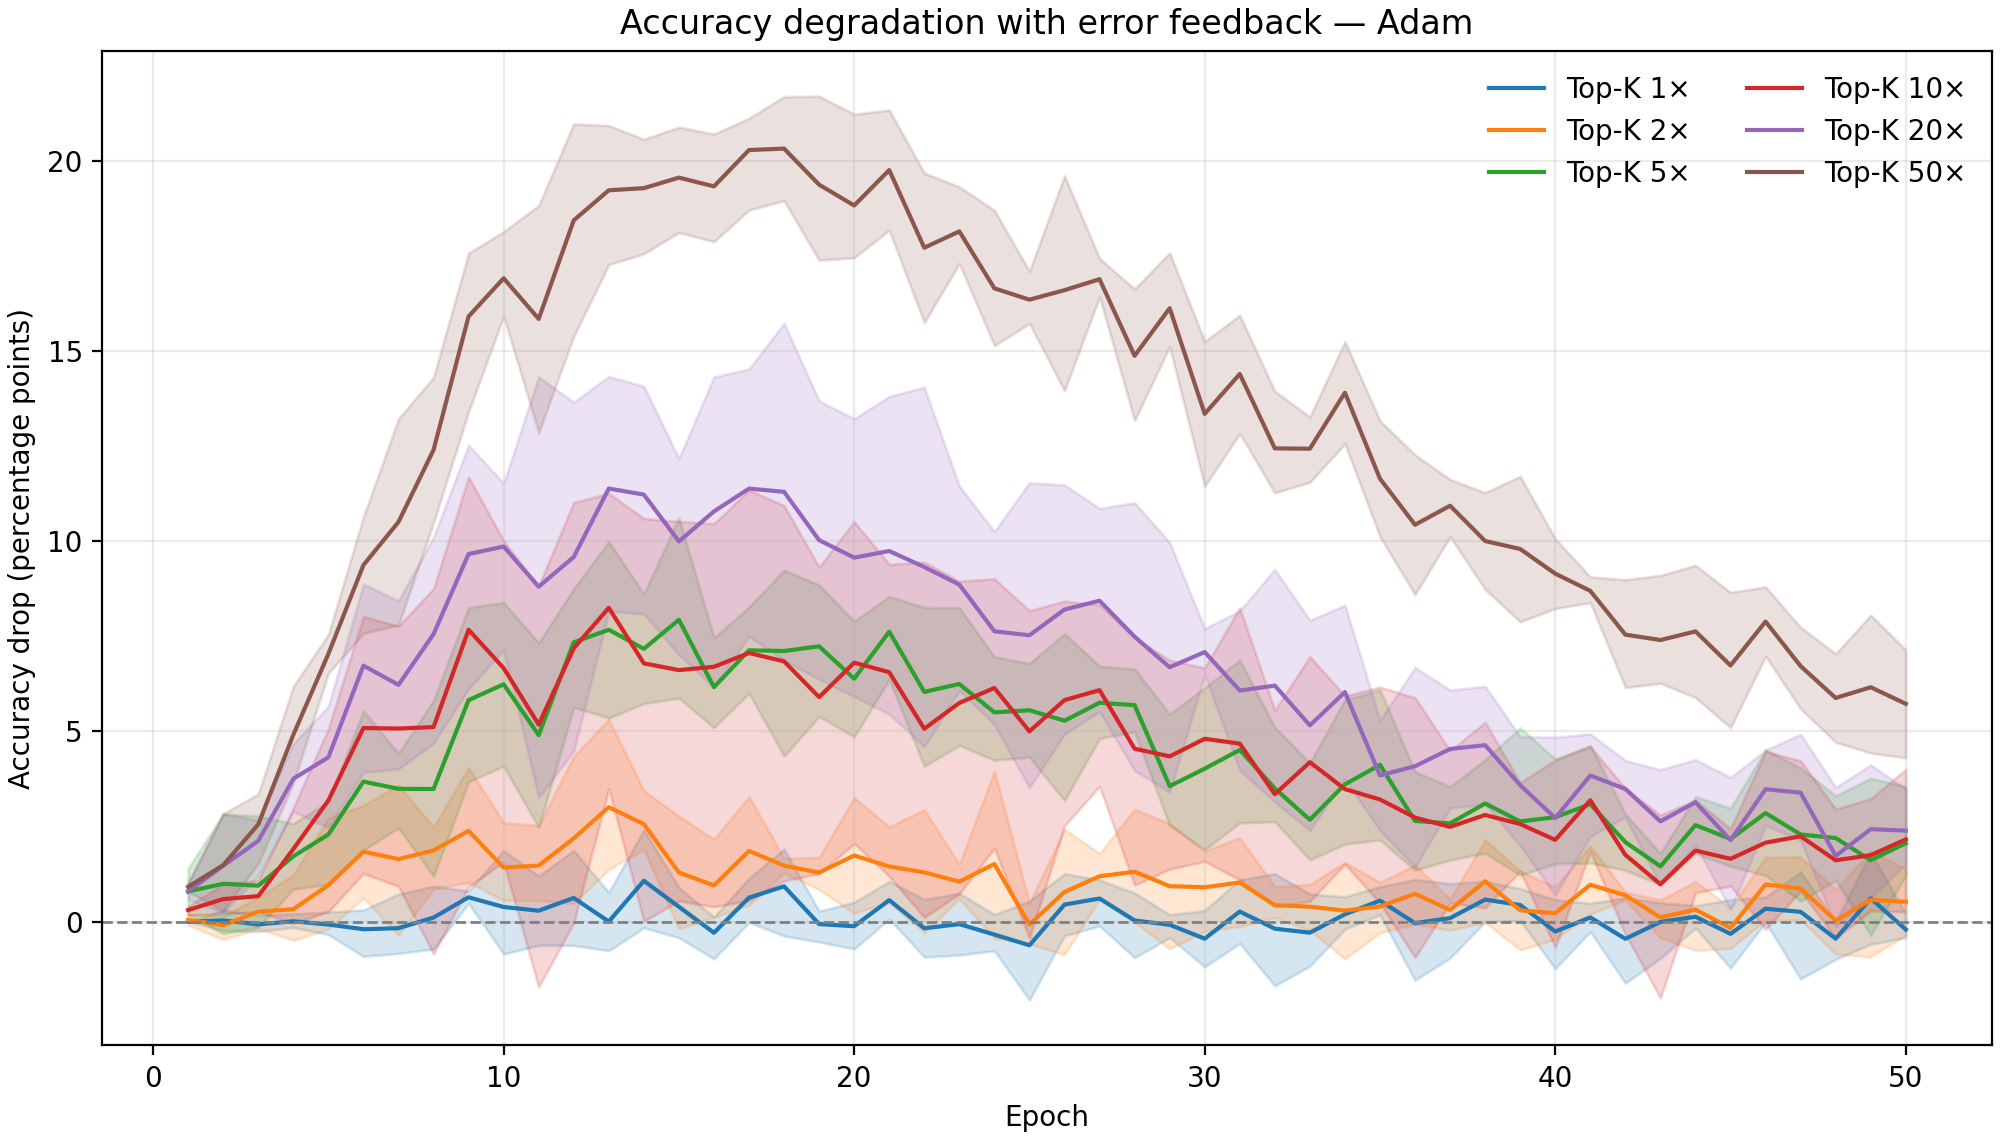 Accuracy degradation with error feedback — Adam
Top-K 1×
Top-K 2×
Top-K 5×
Top-K 10×
Top-K 20×
Top-K 50×
Accuracy drop (percentage points)
20
15
10
5
0
0
10
20
30
40
50
Epoch